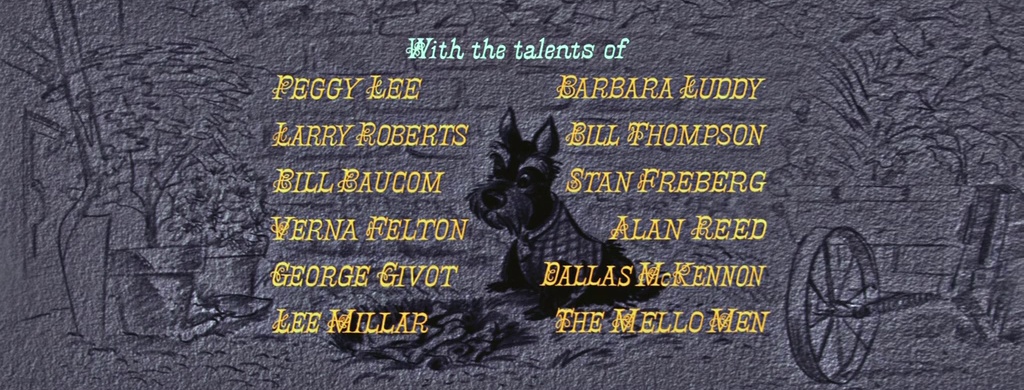 With the talents of
PEGGY LEE BARBARA LUDDY
LARRY ROBERTS BILL THOMPSON
BILL BAUCOM STAN FREBERG
VERNA FELTON ALAN REED
GEORGE GIVOT DALLAS MCKENNON
LEE MILLAR THE MELLO MEN